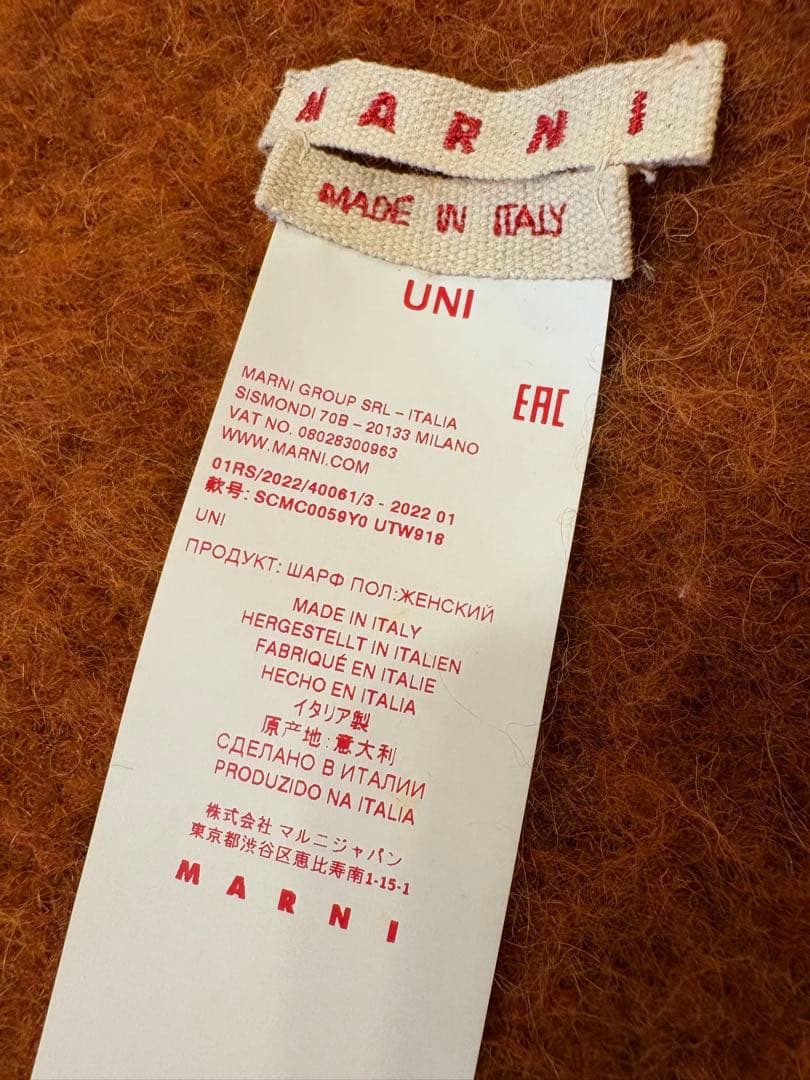 MARNI
MADE IN ITALY
UNI
EAC
MARNI GROUP SRL – ITALIA
SISMONDI 70B – 20133 MILANO
VAT NO. 08028300963
WWW.MARNI.COM
01RS/2022/40061/3 - 2022 01
款号: SCMC0059Y0 UTW918
UNI
ПРОДУКТ: ШАРФ ПОЛ:ЖЕНСКИЙ
MADE IN ITALY
HERGESTELLT IN ITALIEN
FABRIQUÉ EN ITALIE
HECHO EN ITALIA
イタリア製
原产地:意大利
СДЕЛАНО В ИТАЛИИ
PRODUZIDO NA ITALIA
株式会社 マルニジャパン
東京都渋谷区恵比寿南1-15-1
MARNI